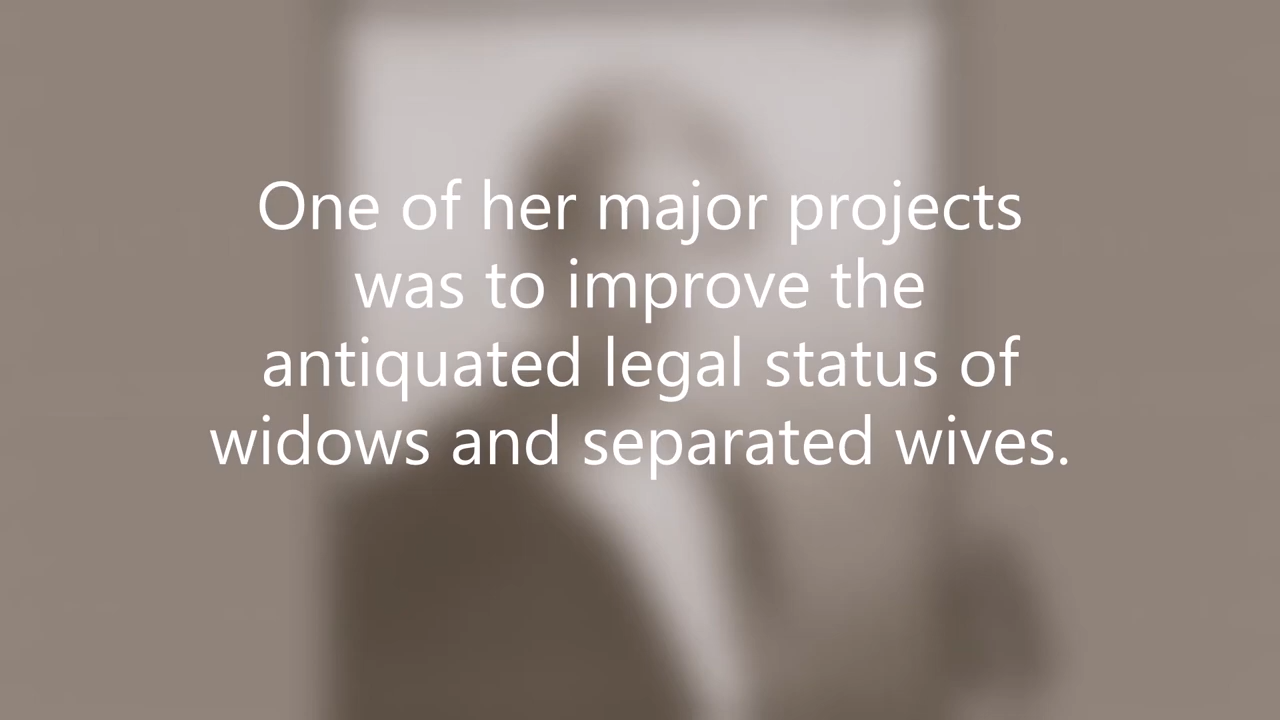 One of her major projects
was to improve the
antiquated legal status of
widows and separated wives.